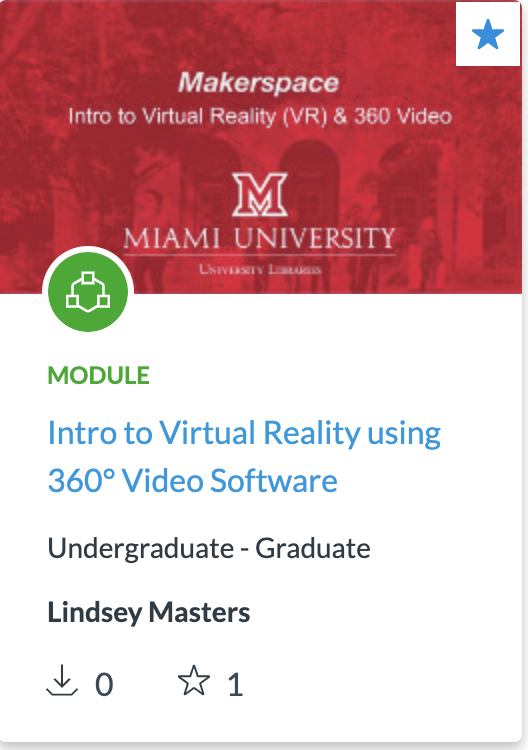 Makerspace
Intro to Virtual Reality (VR) & 360 Video
M
MIAMI UNIVERSITY
UNIVERSITY LIBRARIES
MODULE
Intro to Virtual Reality using
360° Video Software
Undergraduate - Graduate
Lindsey Masters
0 1